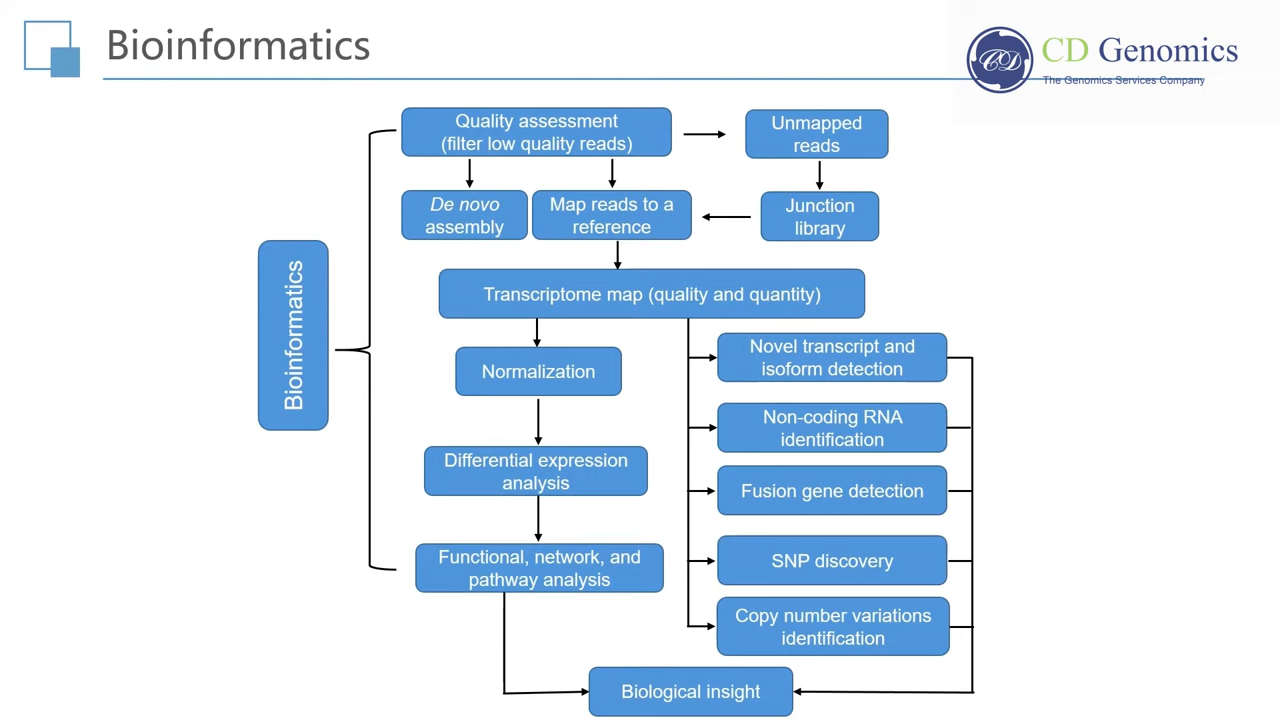 Bioinformatics
CD Genomics
The Genomics Services Company
Quality assessment
(filter low quality reads)
Unmapped
reads
De novo
assembly
Map reads to a
reference
Junction
library
Bioinformatics
Transcriptome map (quality and quantity)
Normalization
Novel transcript and
isoform detection
Non-coding RNA
identification
Differential expression
analysis
Fusion gene detection
Functional, network, and
pathway analysis
SNP discovery
Copy number variations
identification
Biological insight